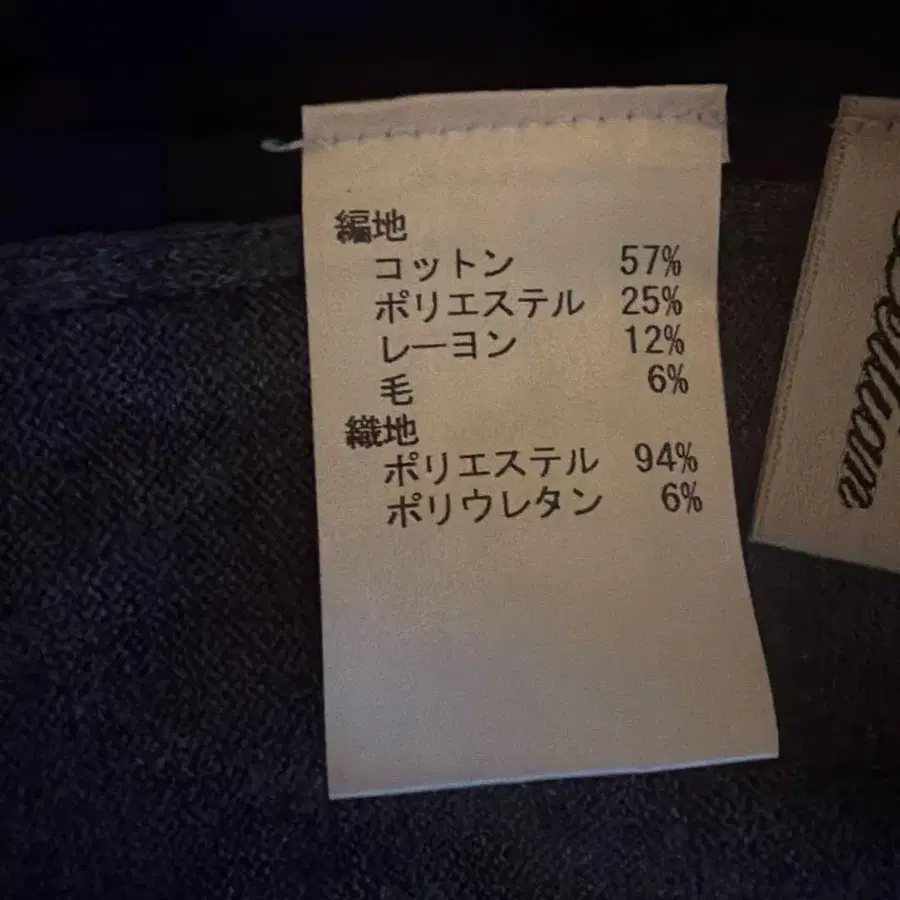 編地
コットン 57%
ポリエステル 25%
レーヨン 12%
毛 6%
織地
ポリエステル 94%
ポリウレタン 6%